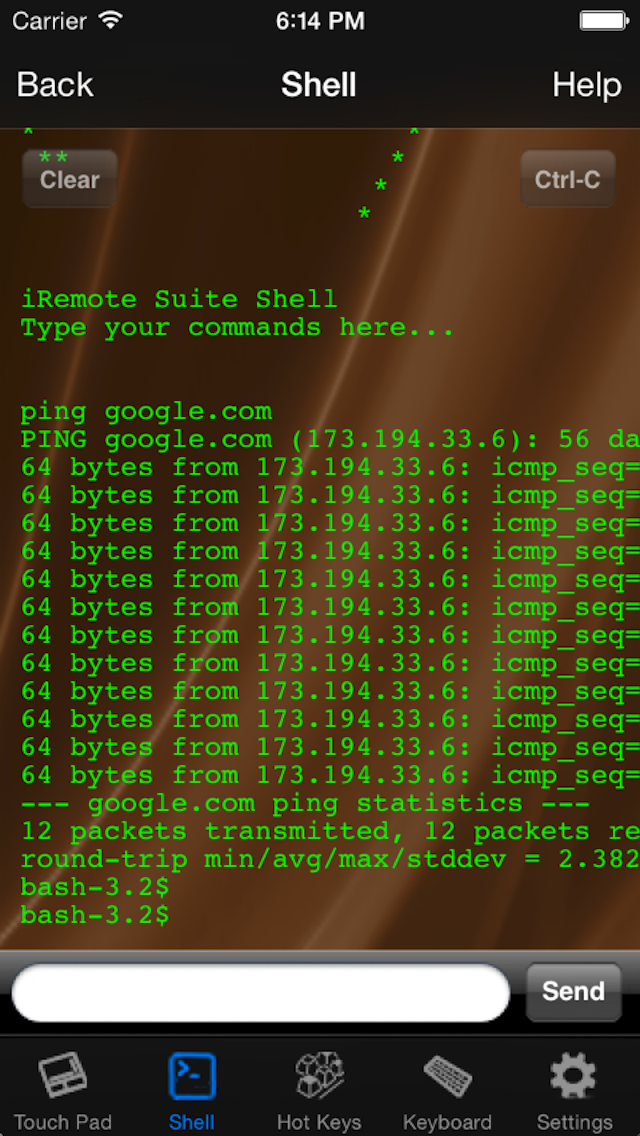 Carrier 6:14 PM
Back Shell Help
* *
** *
Clear * Ctrl-C
*
iRemote Suite Shell
Type your commands here...
ping google.com
PING google.com (173.194.33.6): 56 da
64 bytes from 173.194.33.6: icmp_seq=
64 bytes from 173.194.33.6: icmp_seq=
64 bytes from 173.194.33.6: icmp_seq=
64 bytes from 173.194.33.6: icmp_seq=
64 bytes from 173.194.33.6: icmp_seq=
64 bytes from 173.194.33.6: icmp_seq=
64 bytes from 173.194.33.6: icmp_seq=
64 bytes from 173.194.33.6: icmp_seq=
64 bytes from 173.194.33.6: icmp_seq=
64 bytes from 173.194.33.6: icmp_seq=
64 bytes from 173.194.33.6: icmp_seq=
64 bytes from 173.194.33.6: icmp_seq=
--- google.com ping statistics ---
12 packets transmitted, 12 packets re
round-trip min/avg/max/stddev = 2.382
bash-3.2$
bash-3.2$
Send
Touch Pad Shell Hot Keys Keyboard Settings